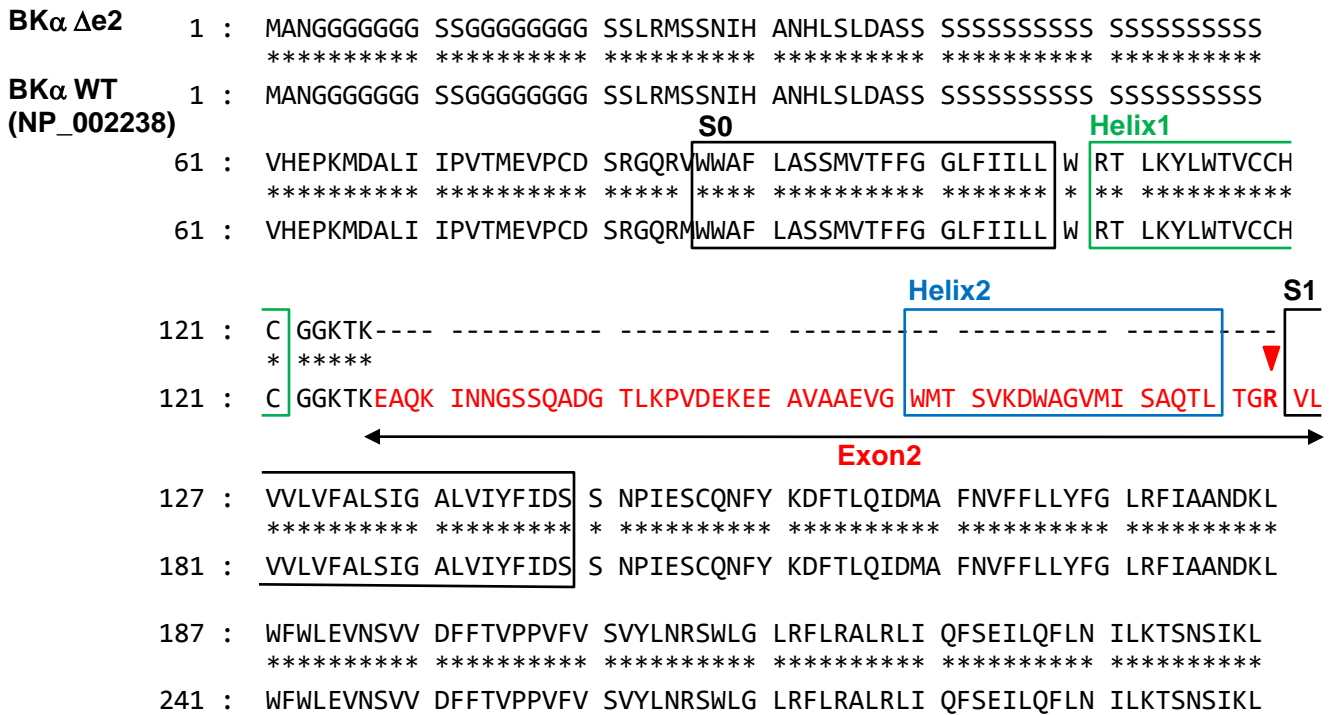 BKα Δe2 1 : MANGGGGGGG SSGGGGGGGG SSLRMSSNIH ANHLSLDASS SSSSSSSSSS SSSSSSSSSS
********** ********** ********** ********** ********** **********
BKα WT 1 : MANGGGGGGG SSGGGGGGGG SSLRMSSNIH ANHLSLDASS SSSSSSSSSS SSSSSSSSSS
(NP_002238)
S0 Helix1
61 : VHEPKMDALI IPVTMEVPCD SRGQRVWWAF LASSMVTFFG GLFIILL W RT LKYLWTVCCH
********** ********** ***** **** ********** ******* * ** **********
61 : VHEPKMDALI IPVTMEVPCD SRGQRMWWAF LASSMVTFFG GLFIILL W RT LKYLWTVCCH
Helix2 S1
121 : C GGKTK---- ---------- ---------- ---------- ---------- ----------
* *****
121 : C GGKTKEAQK INNGSSQADG TLKPVDEKEE AVAAEVG WMT SVKDWAGVMI SAQTL TGR VL
Exon2
127 : VVLVFALSIG ALVIYFIDS S NPIESCQNFY KDFTLQIDMA FNVFFLLYFG LRFIAANDKL
********** ********* * ********** ********** ********** **********
181 : VVLVFALSIG ALVIYFIDS S NPIESCQNFY KDFTLQIDMA FNVFFLLYFG LRFIAANDKL
187 : WFWLEVNSVV DFFTVPPVFV SVYLNRSWLG LRFLRALRLI QFSEILQFLN ILKTSNSIKL
********** ********** ********** ********** ********** **********
241 : WFWLEVNSVV DFFTVPPVFV SVYLNRSWLG LRFLRALRLI QFSEILQFLN ILKTSNSIKL